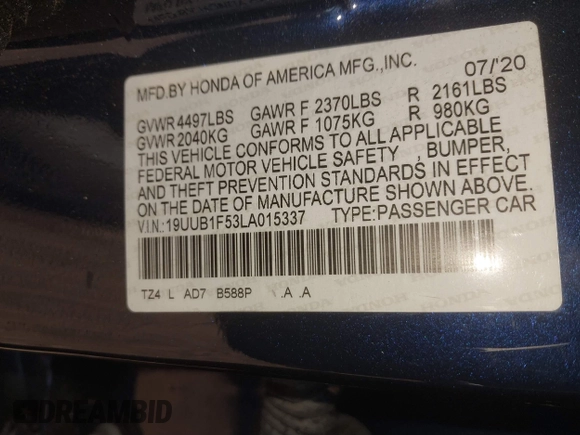 MFD.BY HONDA OF AMERICA MFG.,INC. 07/'20
GVWR 4497LBS GAWR F 2370LBS R 2161LBS
GVWR 2040KG GAWR F 1075KG R 980KG
THIS VEHICLE CONFORMS TO ALL APPLICABLE
FEDERAL MOTOR VEHICLE SAFETY , BUMPER,
AND THEFT PREVENTION STANDARDS IN EFFECT
ON THE DATE OF MANUFACTURE SHOWN ABOVE.
V.I.N.:19UUB1F53LA015337 TYPE:PASSENGER CAR
TZ4 L AD7 B588P .A .A
DREAMBID